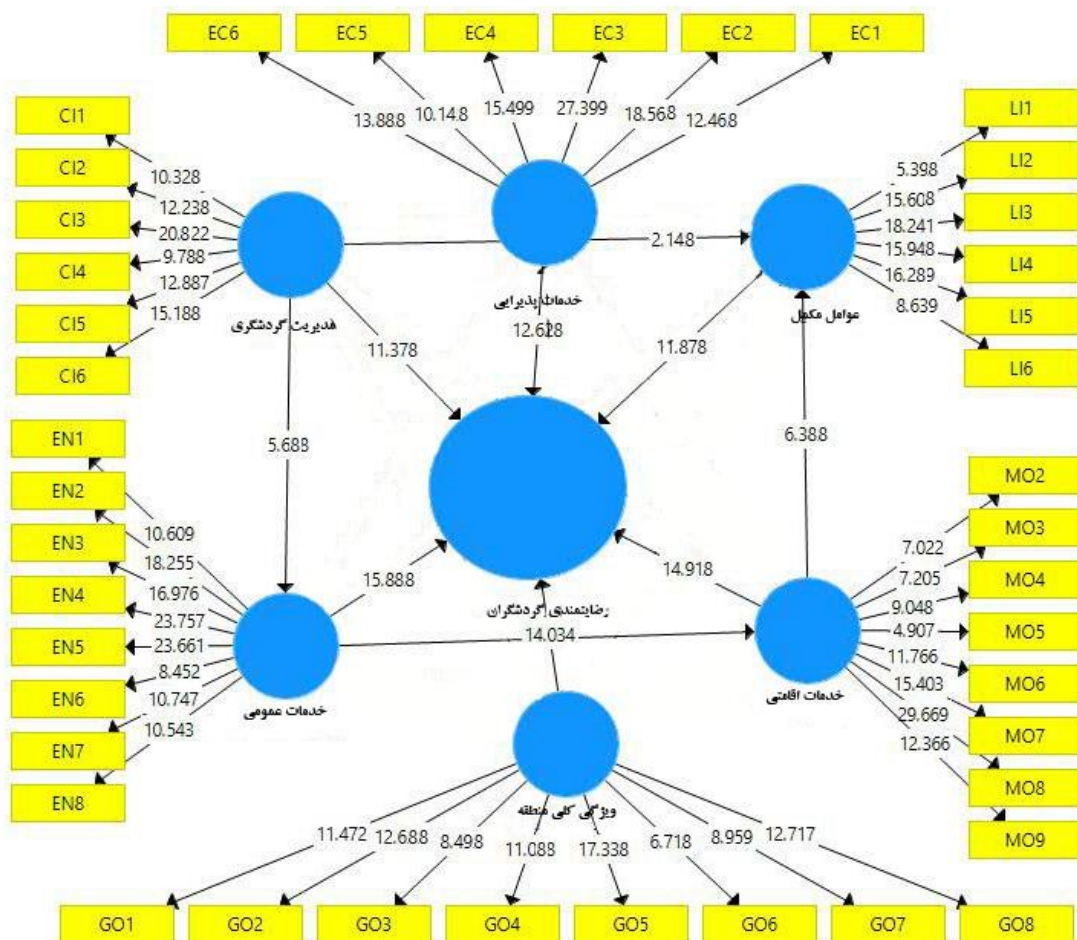 EC6 EC5 EC4 EC3 EC2 EC1
13.888 10.148 15.499 27.399 18.568 12.468
CI1
CI2
CI3
CI4
CI5
CI6
10.328
12.238
20.822
9.788
12.887
15.188
LI1
LI2
LI3
LI4
LI5
LI6
5.398
15.608
18.241
15.948
16.289
8.639
2.148
مدیریت گردشگری
خدمات پذیرایی
عوامل مکمل
12.628
11.378
11.878
5.688
6.388
EN1
EN2
EN3
EN4
EN5
EN6
EN7
EN8
10.609
18.255
16.976
23.757
23.661
8.452
10.747
10.543
MO2
MO3
MO4
MO5
MO6
MO7
MO8
MO9
7.022
7.205
9.048
4.907
11.766
15.403
29.669
12.366
15.888
14.918
رضایتمندی گردشگران
14.034
خدمات عمومی
خدمات اقامتی
ویژگی کلی منطقه
11.472 12.688 8.498 11.088 17.338 6.718 8.959 12.717
GO1 GO2 GO3 GO4 GO5 GO6 GO7 GO8